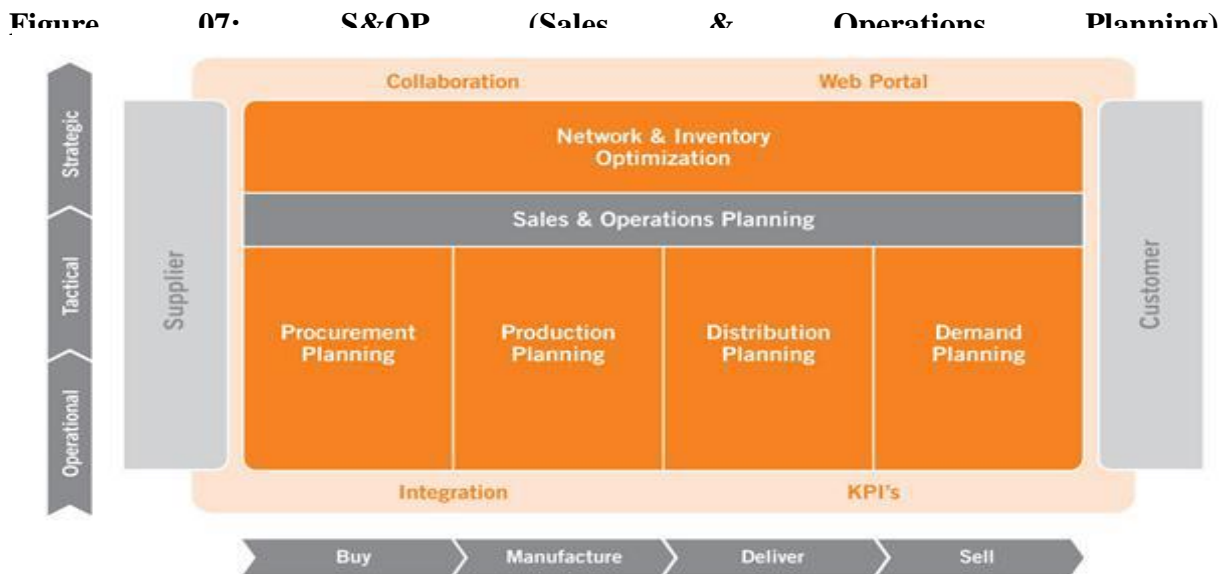 Figure 07: S&OP (Sales & Operations Planning)
Collaboration
Web Portal
Strategic
Tactical
Operational
Supplier
Network & Inventory
Optimization
Sales & Operations Planning
Procurement
Planning
Production
Planning
Distribution
Planning
Demand
Planning
Customer
Integration
KPI's
Buy
Manufacture
Deliver
Sell